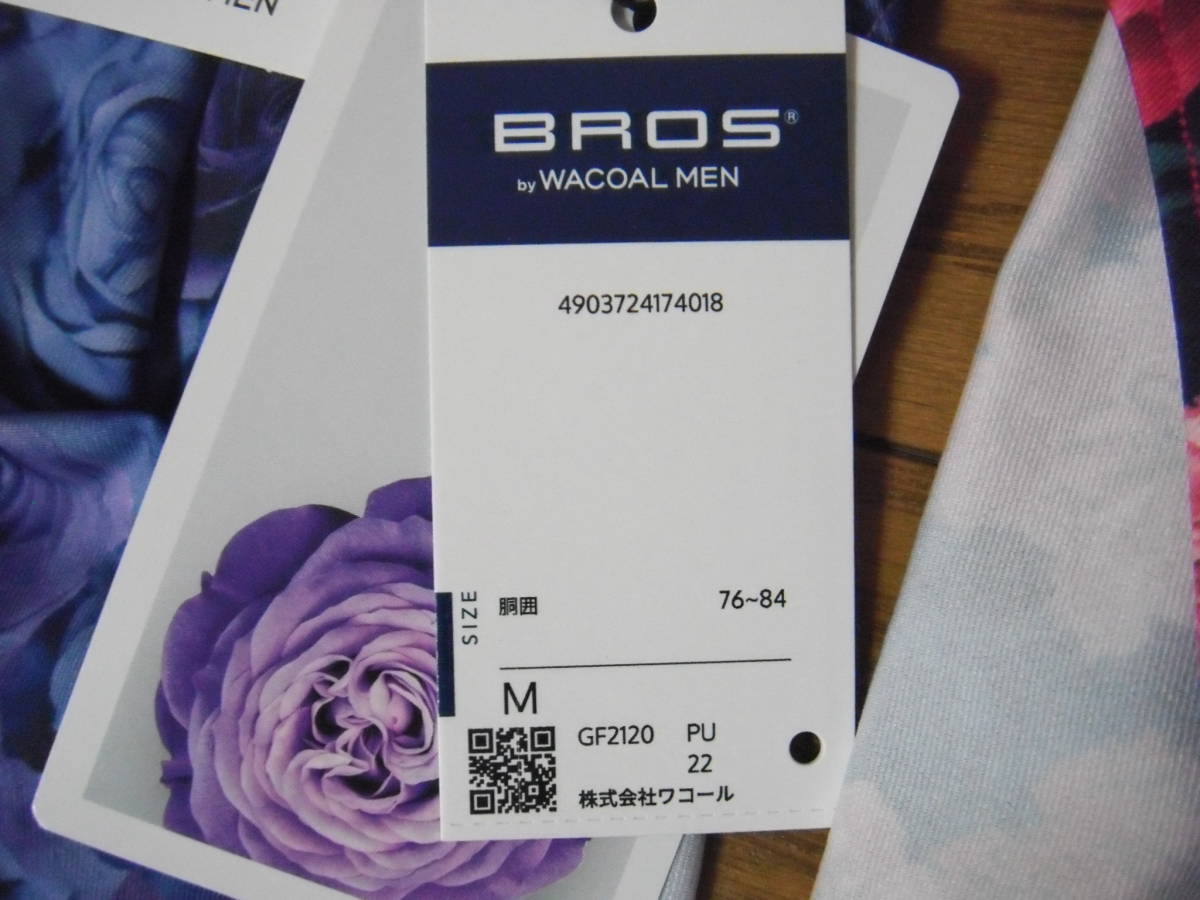 MEN
BROS®
by WACOAL MEN
4903724174018
SIZE
胴囲 76~84
M
GF2120 PU
22
株式会社ワコール